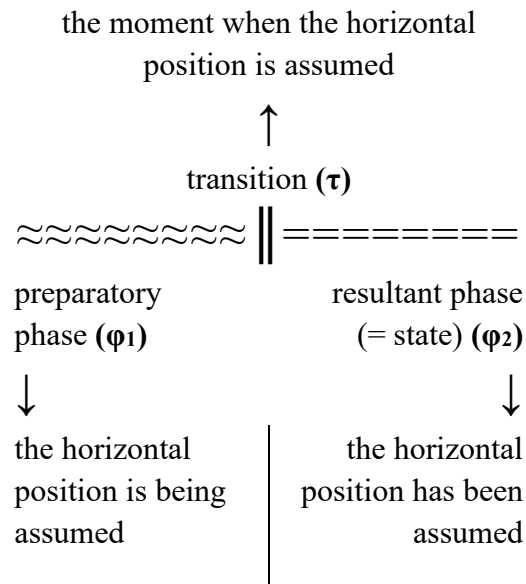 the moment when the horizontal
position is assumed
↑
transition (τ)
≈≈≈≈≈≈≈≈ ‖ ========
preparatory
phase (φ1)
resultant phase
(= state) (φ2)
↓ ↓
the horizontal
position is being
assumed
the horizontal
position has been
assumed